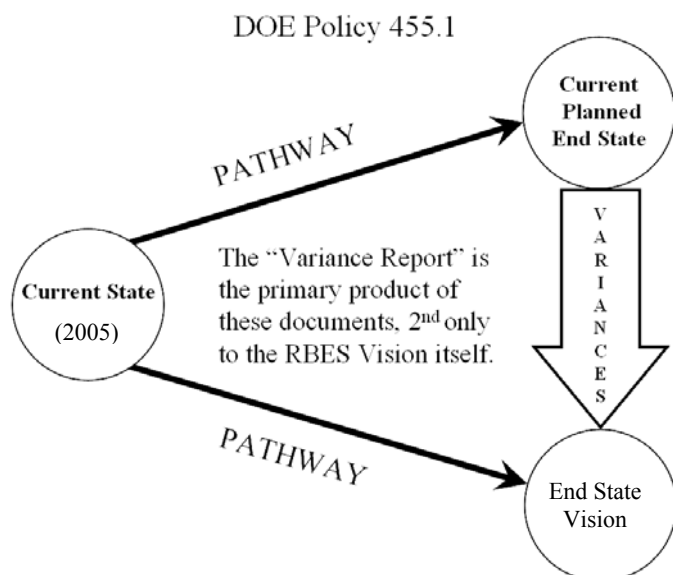 DOE Policy 455.1
Current
Planned
End State
PATHWAY
VARIANCES
The “Variance Report” is
the primary product of
these documents, 2nd only
to the RBES Vision itself.
Current State
(2005)
PATHWAY
End State
Vision